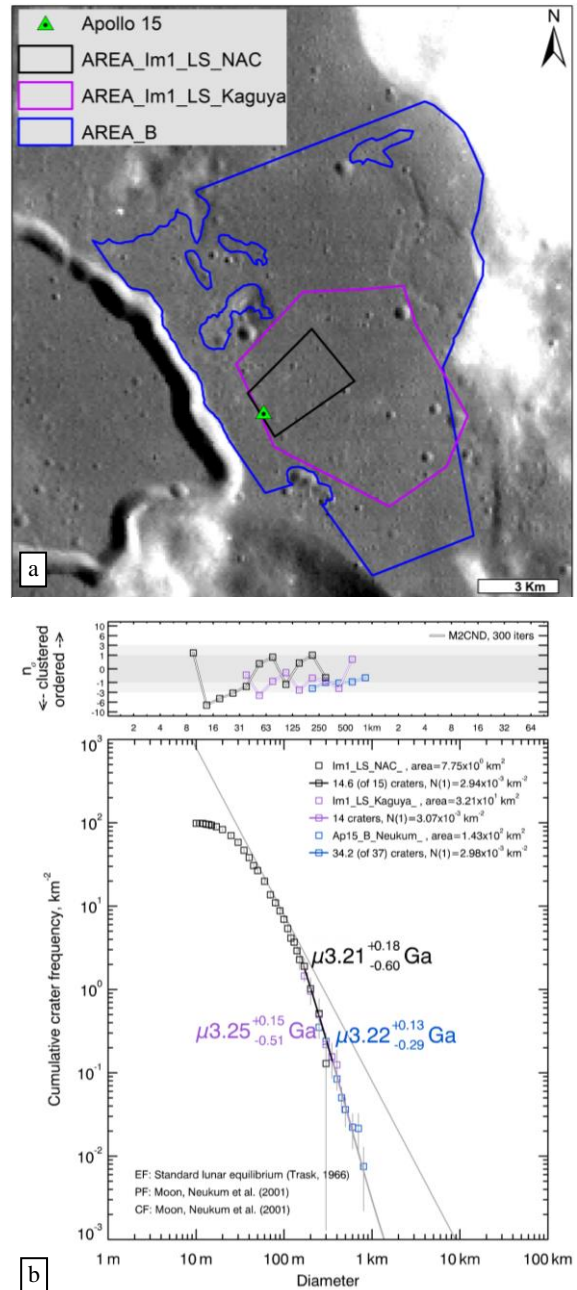 Apollo 15
AREA_Im1_LS_NAC
AREA_Im1_LS_Kaguya
AREA_B
N
3 Km
a
n_σ
<-- clustered
ordered -->
10
6
3
1
0
-1
-3
-6
-10
M2CND, 300 iters
2 4 8 16 31 63 125 250 500 1km 2 4 8 16 32 64
Cumulative crater frequency, km⁻²
10³
10²
10¹
10⁰
10⁻¹
10⁻²
10⁻³
Im1_LS_NAC_ , area=7.75x10⁰ km²
14.6 (of 15) craters, N(1)=2.94x10⁻³ km⁻²
Im1_LS_Kaguya_ , area=3.21x10¹ km²
14 craters, N(1)=3.07x10⁻³ km⁻²
Ap15_B_Neukum_ , area=1.43x10² km²
34.2 (of 37) craters, N(1)=2.98x10⁻³ km⁻²
μ3.21 +0.18 -0.60 Ga
μ3.25 +0.15 -0.51 Ga
μ3.22 +0.13 -0.29 Ga
EF: Standard lunar equilibrium (Trask, 1966)
PF: Moon, Neukum et al. (2001)
CF: Moon, Neukum et al. (2001)
1 m 10 m 100 m 1 km 10 km 100 km
Diameter
b